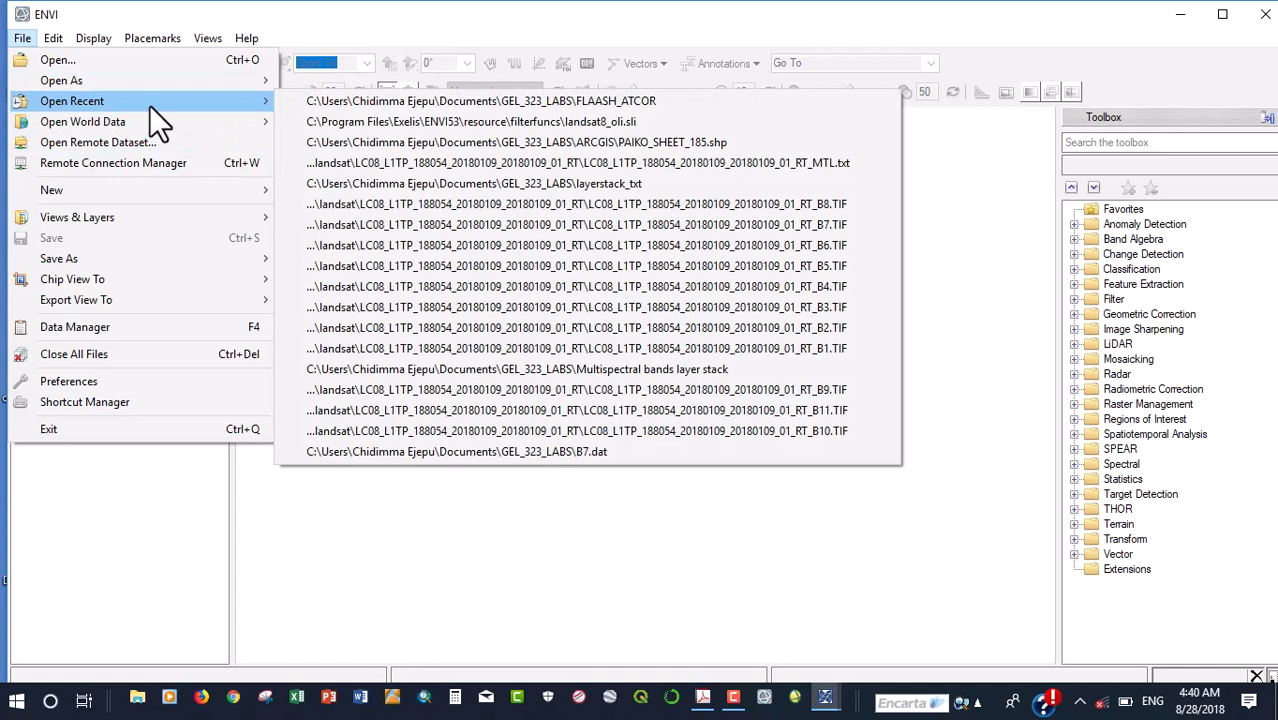 ENVI
File Edit Display Placemarks Views Help
Open... Ctrl+O
Open As
Open Recent
Open World Data
Open Remote Dataset...
Remote Connection Manager Ctrl+W
New
Views & Layers
Save Ctrl+S
Save As
Chip View To
Export View To
Data Manager F4
Close All Files Ctrl+Del
Preferences
Shortcut Manager
Exit Ctrl+Q
0° Vectors Annotations Go To
50
C:\Users\Chidimma Ejepu\Documents\GEL_323_LABS\FLAASH_ATCOR
C:\Program Files\Exelis\ENVI53\resource\filterfuncs\landsat8_oli.sli
C:\Users\Chidimma Ejepu\Documents\GEL_323_LABS\ARCGIS\PAIKO_SHEET_185.shp
...landsat\LC08_L1TP_188054_20180109_20180109_01_RT\LC08_L1TP_188054_20180109_20180109_01_RT_MTL.txt
C:\Users\Chidimma Ejepu\Documents\GEL_323_LABS\layerstack_txt
...\landsat\LC08_L1TP_188054_20180109_20180109_01_RT\LC08_L1TP_188054_20180109_20180109_01_RT_B8.TIF
...\landsat\LC08_L1TP_188054_20180109_20180109_01_RT\LC08_L1TP_188054_20180109_20180109_01_RT_B7.TIF
...\landsat\LC08_L1TP_188054_20180109_20180109_01_RT\LC08_L1TP_188054_20180109_20180109_01_RT_B6.TIF
...\landsat\LC08_L1TP_188054_20180109_20180109_01_RT\LC08_L1TP_188054_20180109_20180109_01_RT_B5.TIF
...\landsat\LC08_L1TP_188054_20180109_20180109_01_RT\LC08_L1TP_188054_20180109_20180109_01_RT_B4.TIF
...\landsat\LC08_L1TP_188054_20180109_20180109_01_RT\LC08_L1TP_188054_20180109_20180109_01_RT_B3.TIF
...\landsat\LC08_L1TP_188054_20180109_20180109_01_RT\LC08_L1TP_188054_20180109_20180109_01_RT_B2.TIF
...\landsat\LC08_L1TP_188054_20180109_20180109_01_RT\LC08_L1TP_188054_20180109_20180109_01_RT_B1.TIF
C:\Users\Chidimma Ejepu\Documents\GEL_323_LABS\Multispectral bands layer stack
...\landsat\LC08_L1TP_188054_20180109_20180109_01_RT\LC08_L1TP_188054_20180109_20180109_01_RT_B9.TIF
...landsat\LC08_L1TP_188054_20180109_20180109_01_RT\LC08_L1TP_188054_20180109_20180109_01_RT_B11.TIF
...landsat\LC08_L1TP_188054_20180109_20180109_01_RT\LC08_L1TP_188054_20180109_20180109_01_RT_B10.TIF
C:\Users\Chidimma Ejepu\Documents\GEL_323_LABS\B7.dat
Toolbox
Search the toolbox
Favorites
Anomaly Detection
Band Algebra
Change Detection
Classification
Feature Extraction
Filter
Geometric Correction
Image Sharpening
LiDAR
Mosaicking
Radar
Radiometric Correction
Raster Management
Regions of Interest
Spatiotemporal Analysis
SPEAR
Spectral
Statistics
Target Detection
THOR
Terrain
Transform
Vector
Extensions
Encarta
ENG
4:40 AM
8/28/2018